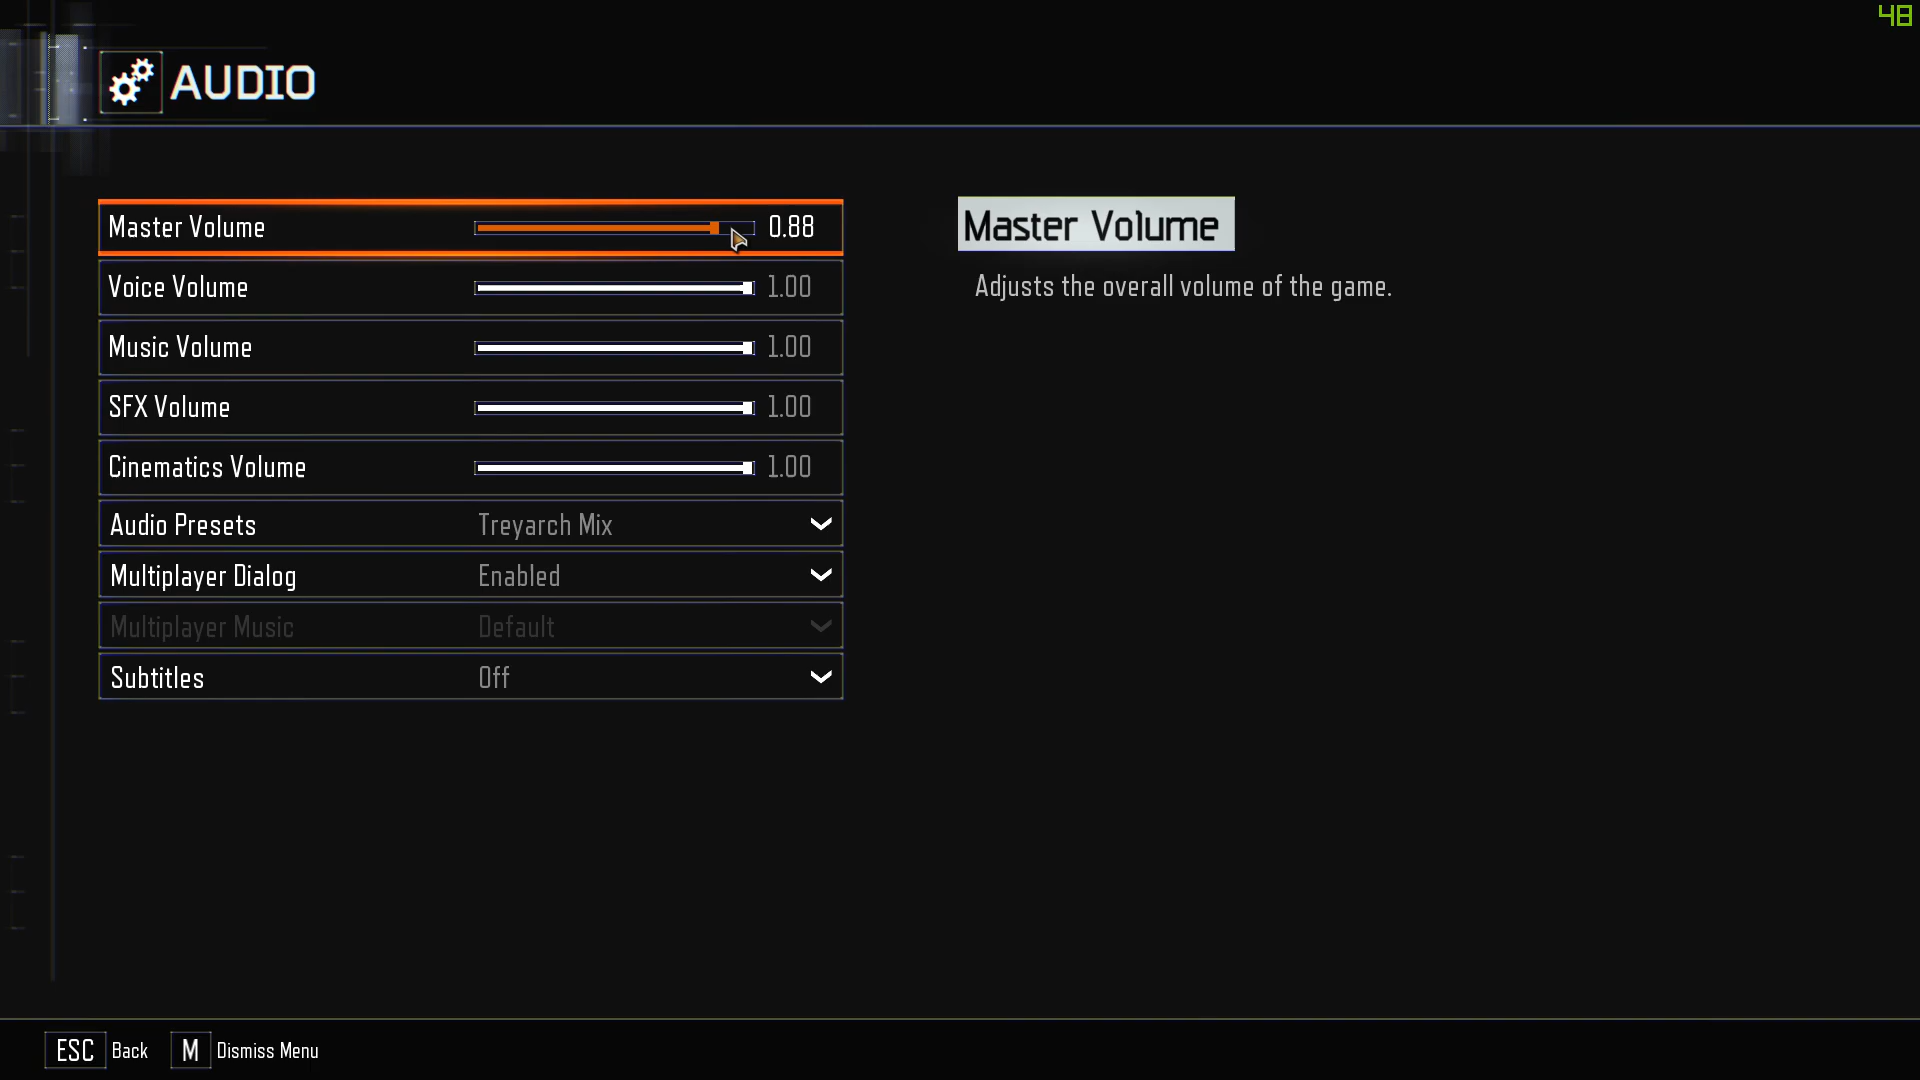 48
AUDIO
Master Volume 0.88
Voice Volume 1.00
Music Volume 1.00
SFX Volume 1.00
Cinematics Volume 1.00
Audio Presets Treyarch Mix
Multiplayer Dialog Enabled
Multiplayer Music Default
Subtitles Off
Master Volume
Adjusts the overall volume of the game.
ESC Back M Dismiss Menu